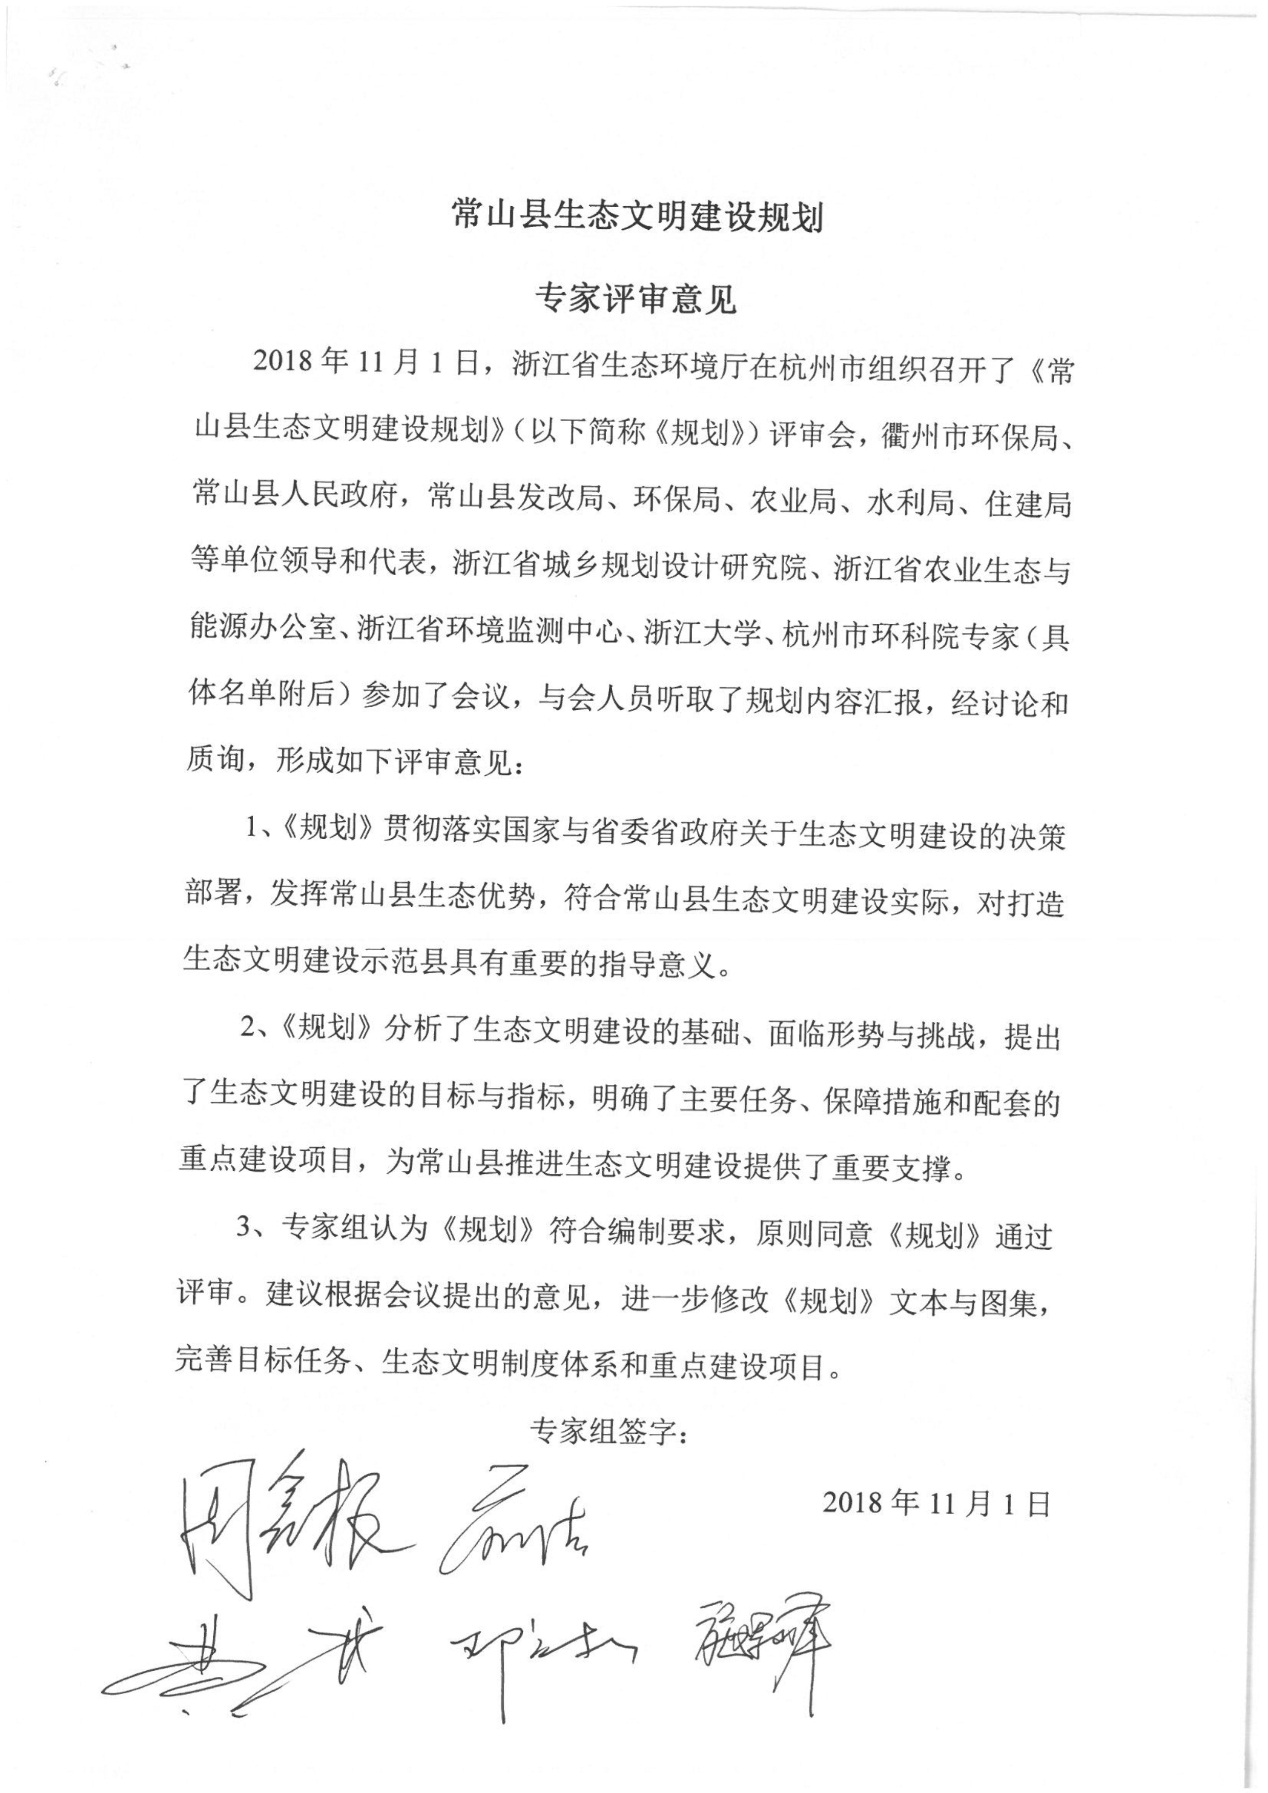 常山县生态文明建设规划
专家评审意见
2018年11月1日，浙江省生态环境厅在杭州市组织召开了《常
山县生态文明建设规划》（以下简称《规划》）评审会，衢州市环保局、
常山县人民政府，常山县发改局、环保局、农业局、水利局、住建局
等单位领导和代表，浙江省城乡规划设计研究院、浙江省农业生态与
能源办公室、浙江省环境监测中心、浙江大学、杭州市环科院专家（具
体名单附后）参加了会议，与会人员听取了规划内容汇报，经讨论和
质询，形成如下评审意见：
1、《规划》贯彻落实国家与省委省政府关于生态文明建设的决策
部署，发挥常山县生态优势，符合常山县生态文明建设实际，对打造
生态文明建设示范县具有重要的指导意义。
2、《规划》分析了生态文明建设的基础、面临形势与挑战，提出
了生态文明建设的目标与指标，明确了主要任务、保障措施和配套的
重点建设项目，为常山县推进生态文明建设提供了重要支撑。
3、专家组认为《规划》符合编制要求，原则同意《规划》通过
评审。建议根据会议提出的意见，进一步修改《规划》文本与图集，
完善目标任务、生态文明制度体系和重点建设项目。
专家组签字：
2018年11月1日